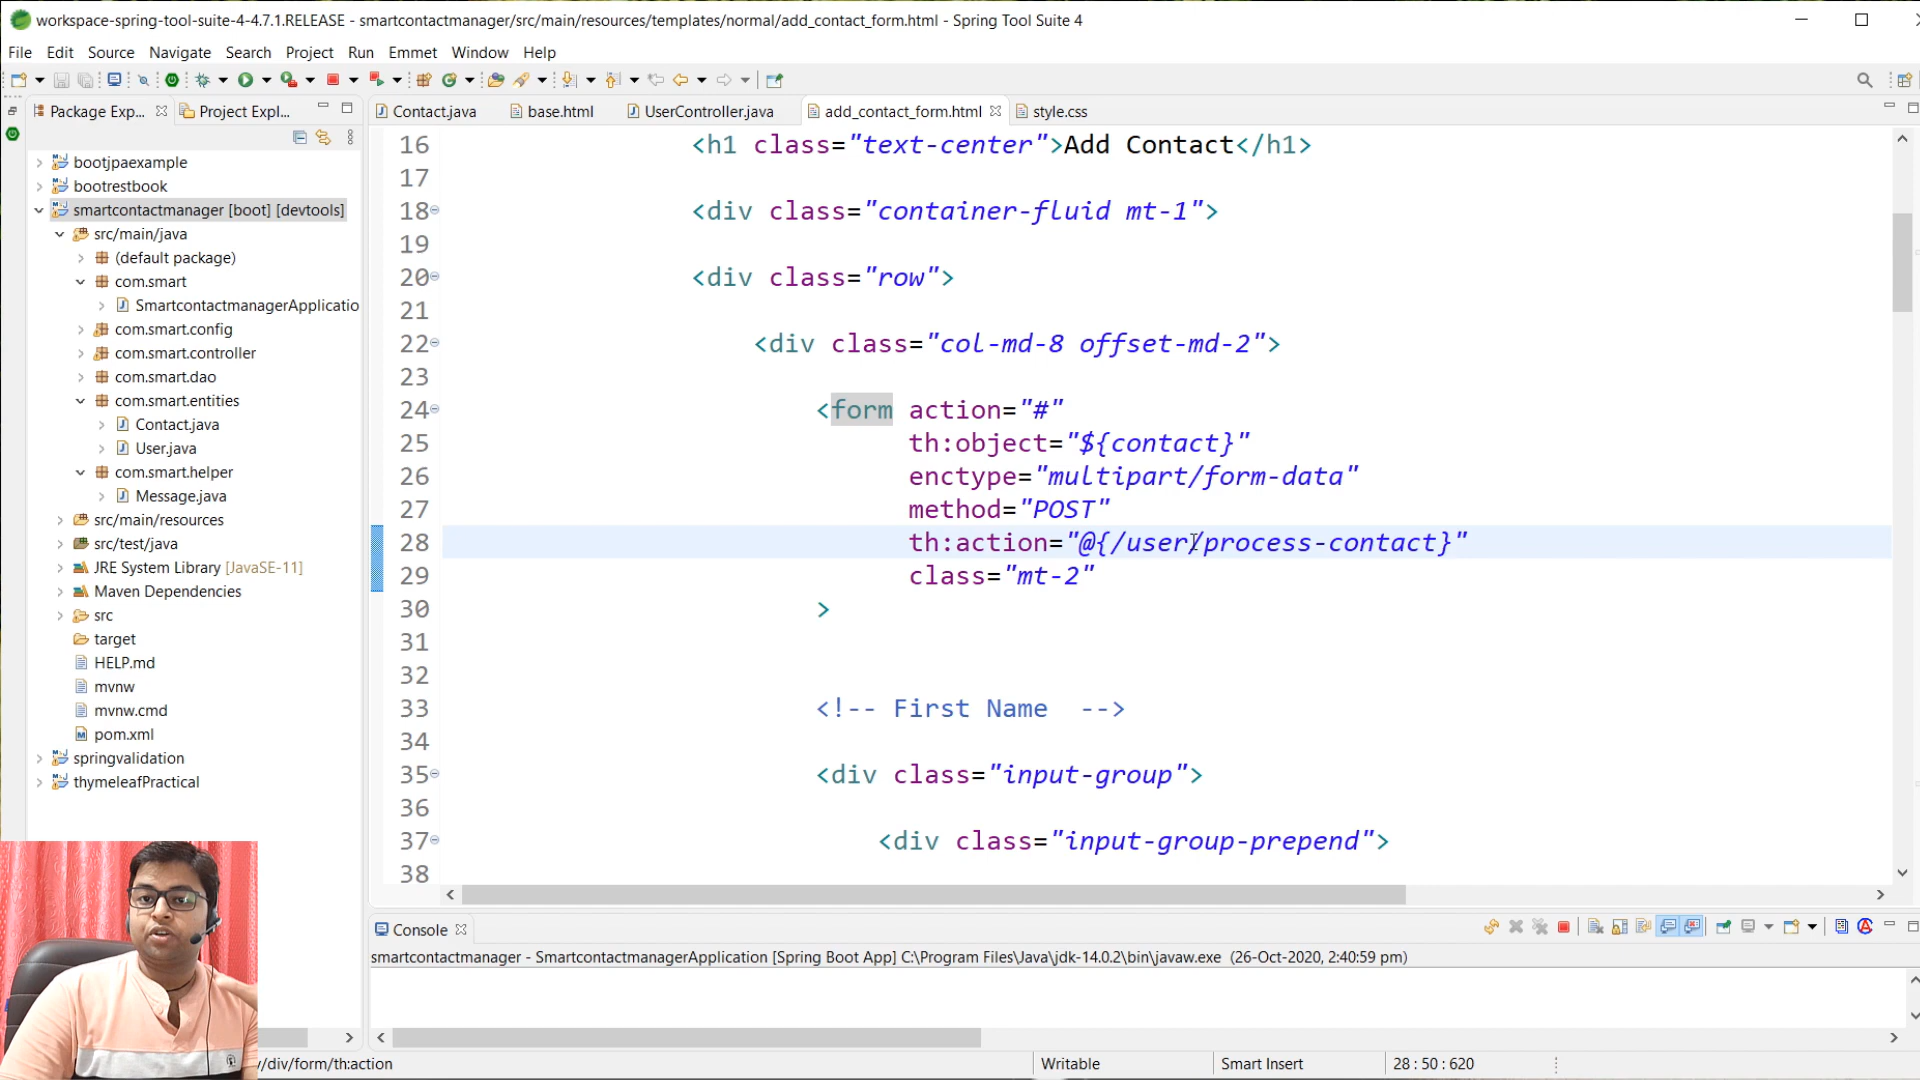 workspace-spring-tool-suite-4-4.7.1.RELEASE - smartcontactmanager/src/main/resources/templates/normal/add_contact_form.html - Spring Tool Suite 4
File Edit Source Navigate Search Project Run Emmet Window Help
Package Exp... Project Expl...
Contact.java base.html UserController.java add_contact_form.html style.css
bootjpaexample
bootrestbook
smartcontactmanager [boot] [devtools]
src/main/java
(default package)
com.smart
SmartcontactmanagerApplicatio
com.smart.config
com.smart.controller
com.smart.dao
com.smart.entities
Contact.java
User.java
com.smart.helper
Message.java
src/main/resources
src/test/java
JRE System Library [JavaSE-11]
Maven Dependencies
src
target
HELP.md
mvnw
mvnw.cmd
pom.xml
springvalidation
thymeleafPractical
16 <h1 class="text-center">Add Contact</h1>
17
18 <div class="container-fluid mt-1">
19
20 <div class="row">
21
22 <div class="col-md-8 offset-md-2">
23
24 <form action="#"
25 th:object="${contact}"
26 enctype="multipart/form-data"
27 method="POST"
28 th:action="@{/user/process-contact}"
29 class="mt-2"
30 >
31
32
33 <!-- First Name -->
34
35 <div class="input-group">
36
37 <div class="input-group-prepend">
38
Console
smartcontactmanager - SmartcontactmanagerApplication [Spring Boot App] C:\Program Files\Java\jdk-14.0.2\bin\javaw.exe (26-Oct-2020, 2:40:59 pm)
/div/form/th:action Writable Smart Insert 28 : 50 : 620